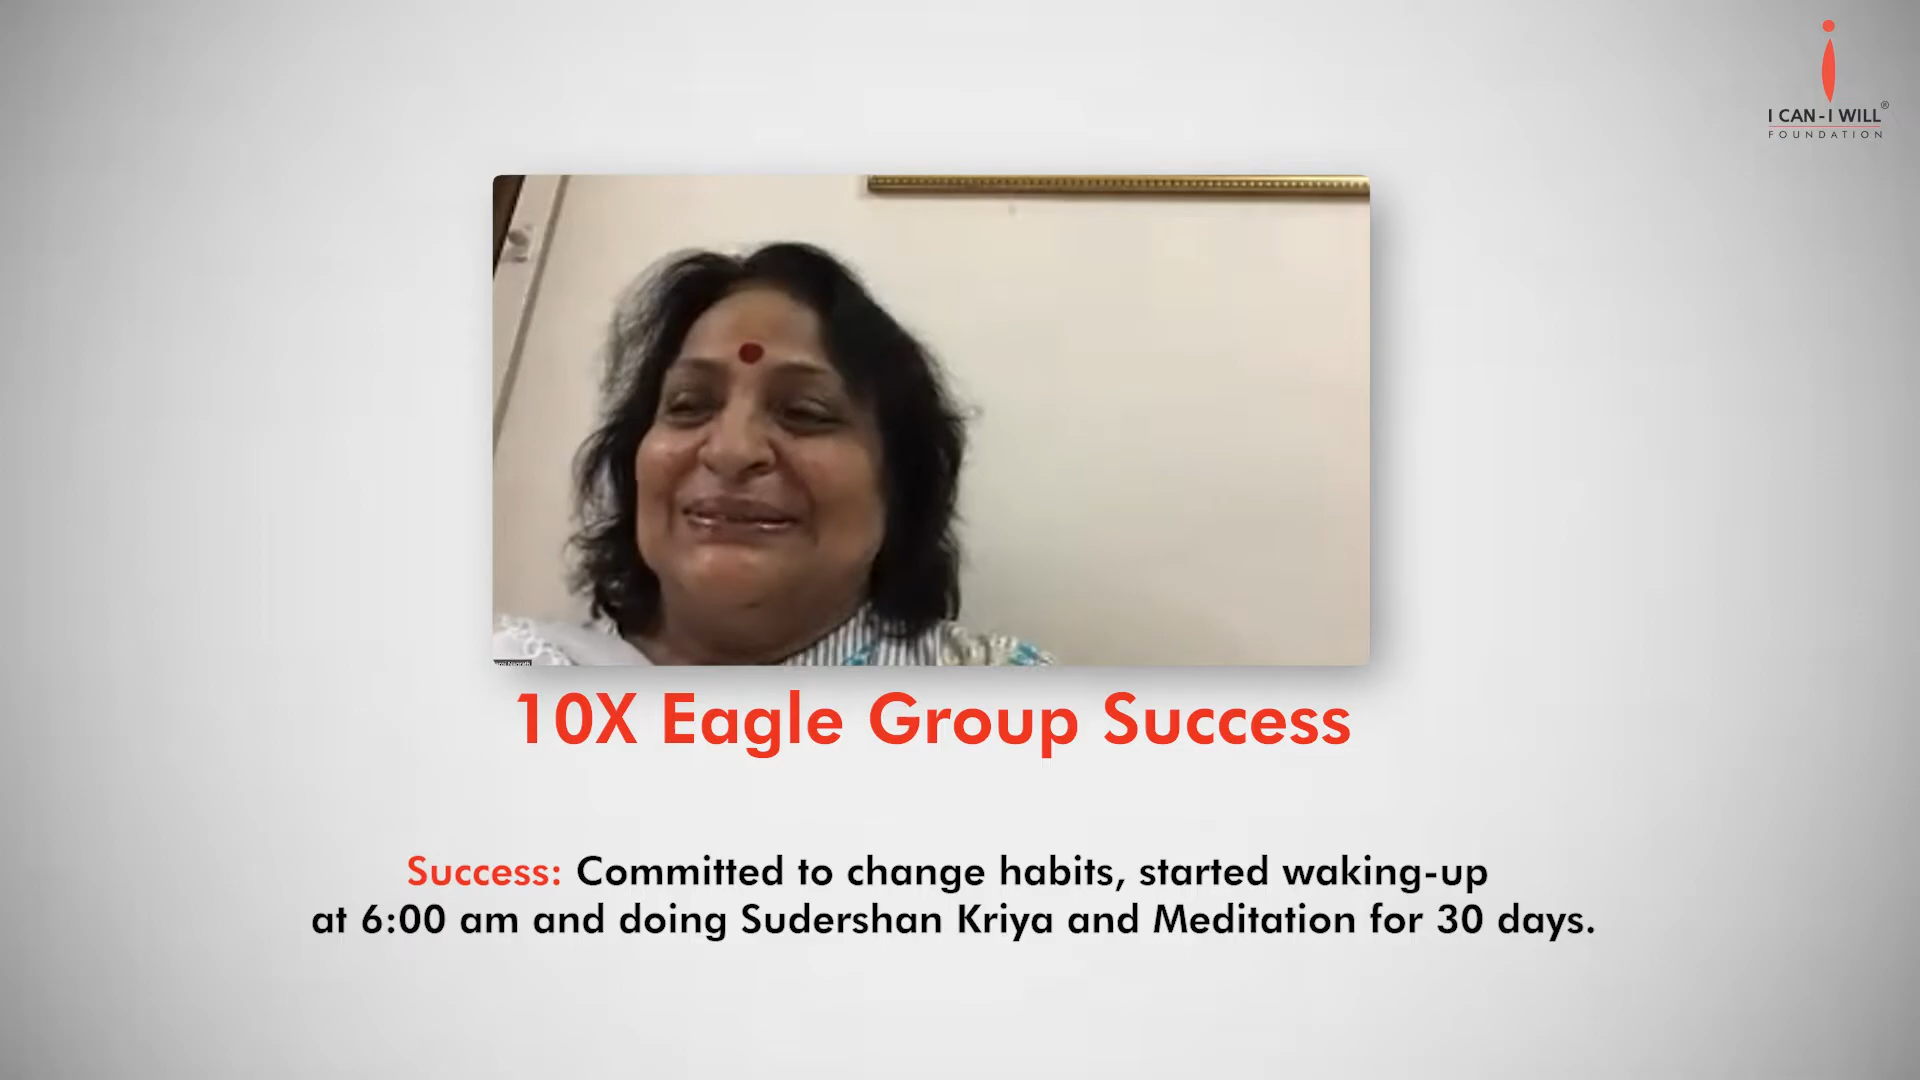 I CAN-I WILL®
FOUNDATION
10X Eagle Group Success
Success: Committed to change habits, started waking-up
at 6:00 am and doing Sudershan Kriya and Meditation for 30 days.